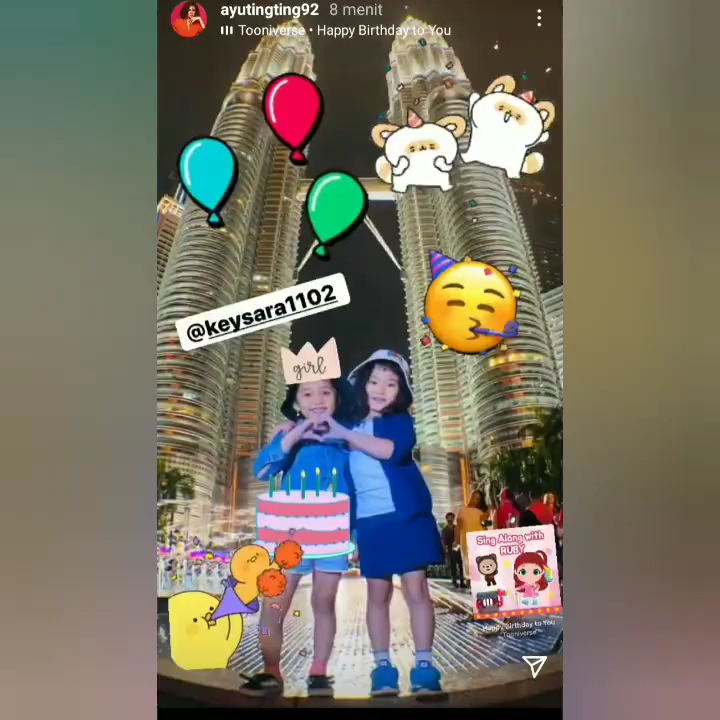 ayutingting92 8 menit
Tooniverse • Happy Birthday to You
@keysara1102
girl
Sing Along with
RUBY
Happy Birthday to You
Tooniverse